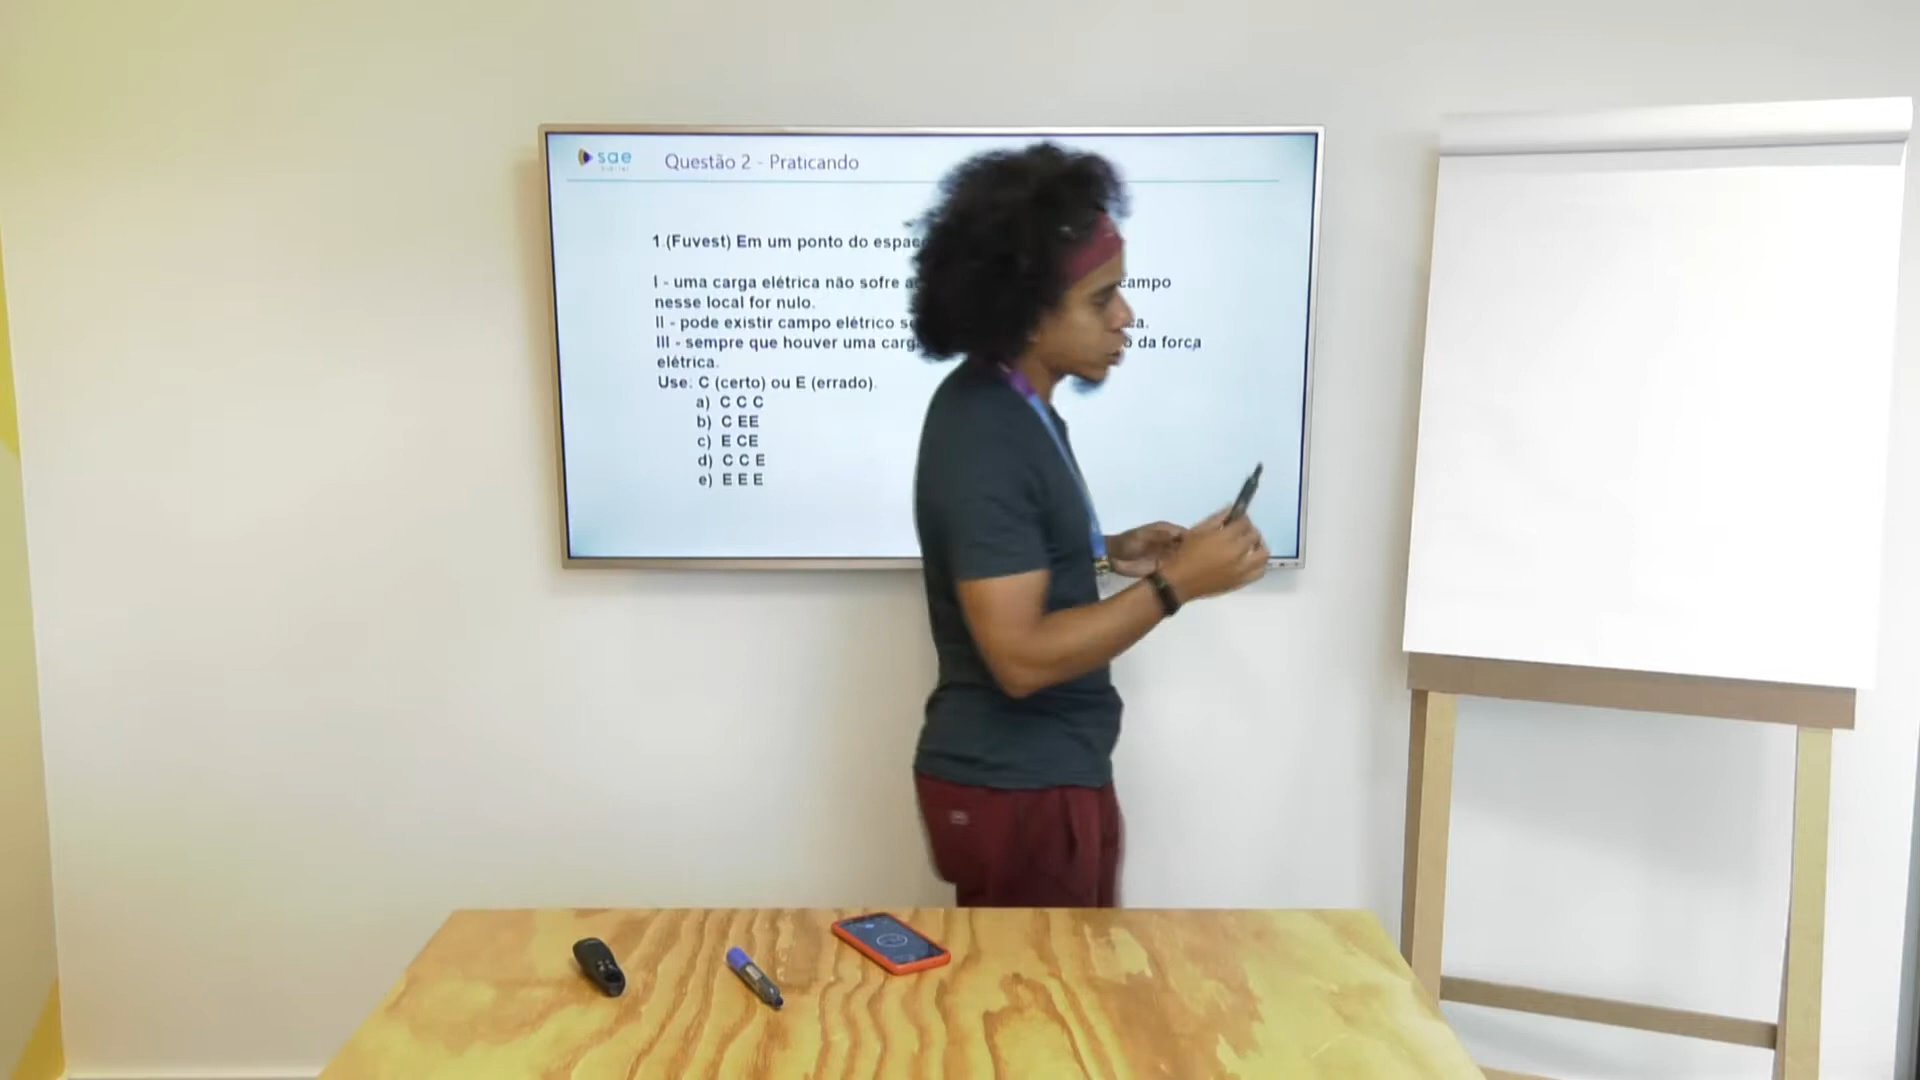 sae
DIGITAL
Questão 2 - Praticando
1.(Fuvest) Em um ponto do
I - uma carga elétrica não sofre campo
nesse local for nulo.
II - pode existir campo elétrico
III - sempre que houver uma da força
elétrica.
Use: C (certo) ou E (errado).
a) C C C
b) C EE
c) E CE
d) C C E
e) E E E